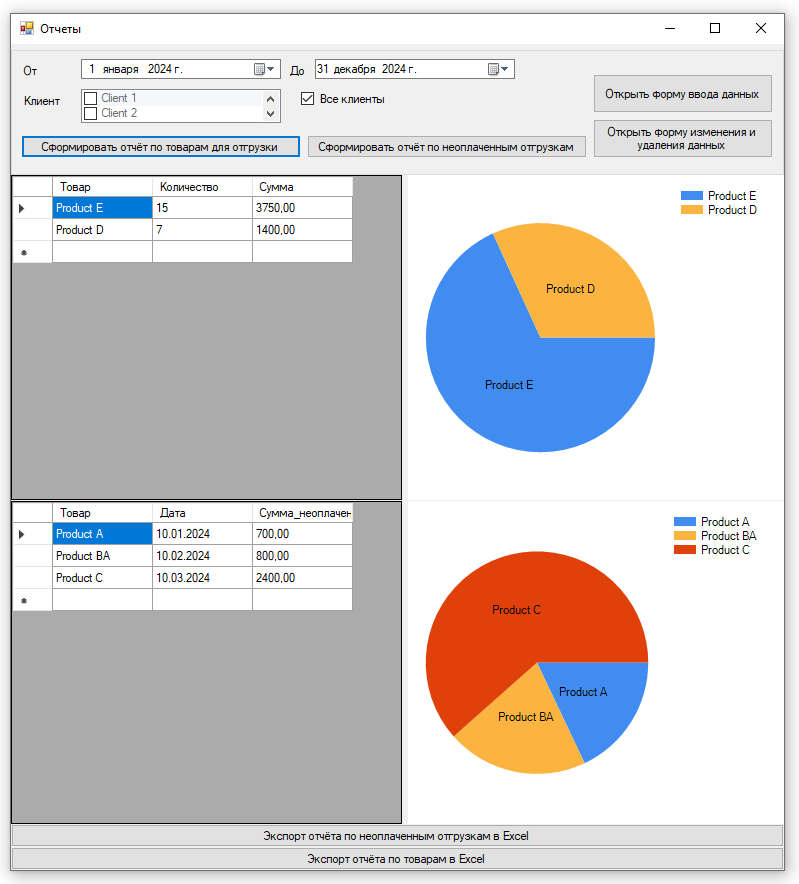 Отчеты
От
1 января 2024 г.
До
31 декабря 2024 г.
Клиент
Client 1
Client 2
Все клиенты
Открыть форму ввода данных
Открыть форму изменения и
удаления данных
Сформировать отчёт по товарам для отгрузки
Сформировать отчёт по неоплаченным отгрузкам
Товар Количество Сумма
Product E 15 3750,00
Product D 7 1400,00
Product E
Product D
Product D
Product E
Товар Дата Сумма_неоплачен
Product A 10.01.2024 700,00
Product BA 10.02.2024 800,00
Product C 10.03.2024 2400,00
Product A
Product BA
Product C
Product C
Product A
Product BA
Экспорт отчёта по неоплаченным отгрузкам в Excel
Экспорт отчёта по товарам в Excel